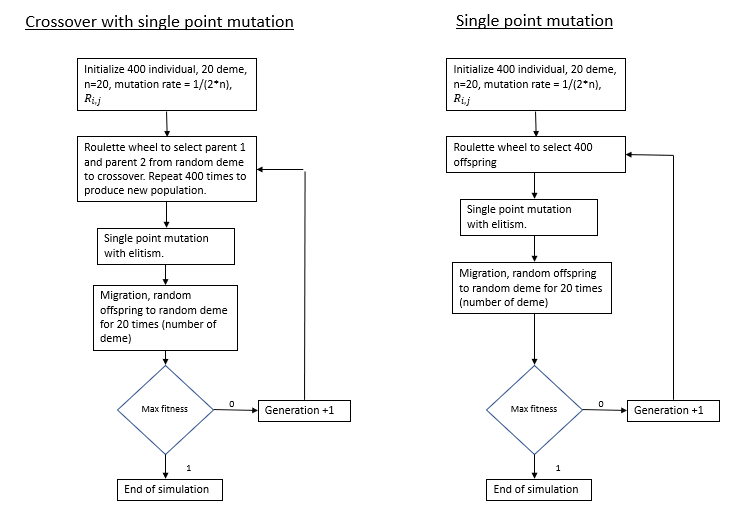 Crossover with single point mutation
Initialize 400 individual, 20 deme,
n=20, mutation rate = 1/(2*n),
Ri,j
Roulette wheel to select parent 1
and parent 2 from random deme
to crossover. Repeat 400 times to
produce new population.
Single point mutation
with elitism.
Migration, random
offspring to random deme
for 20 times (number of
deme)
Max fitness
0
Generation +1
1
End of simulation
Single point mutation
Initialize 400 individual, 20 deme,
n=20, mutation rate = 1/(2*n),
Ri,j
Roulette wheel to select 400
offspring
Single point mutation
with elitism.
Migration, random offspring
to random deme for 20 times
(number of deme)
Max fitness
0
Generation +1
1
End of simulation